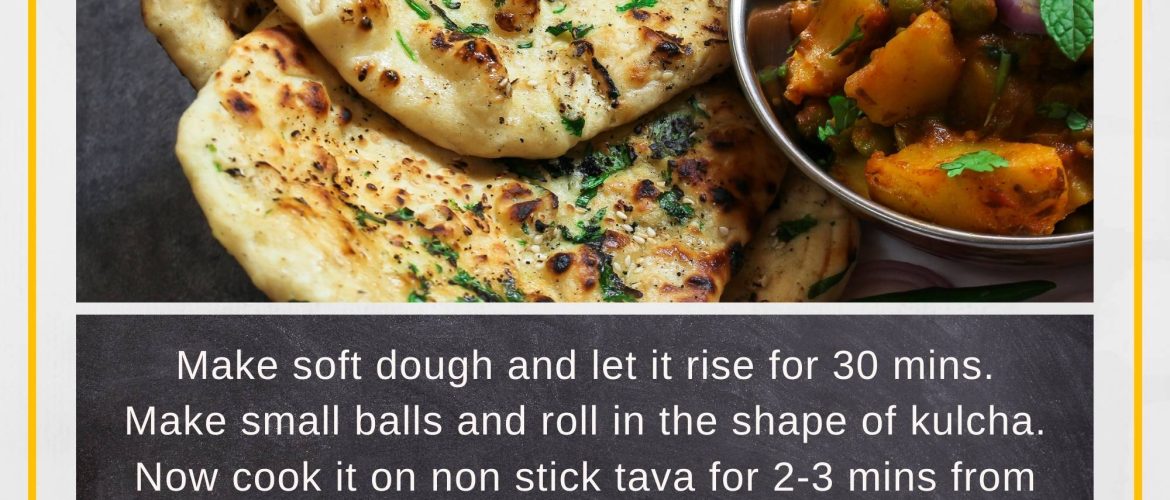 Make soft dough and let it rise for 30 mins.
Make small balls and roll in the shape of kulcha.
Now cook it on non stick tava for 2-3 mins from